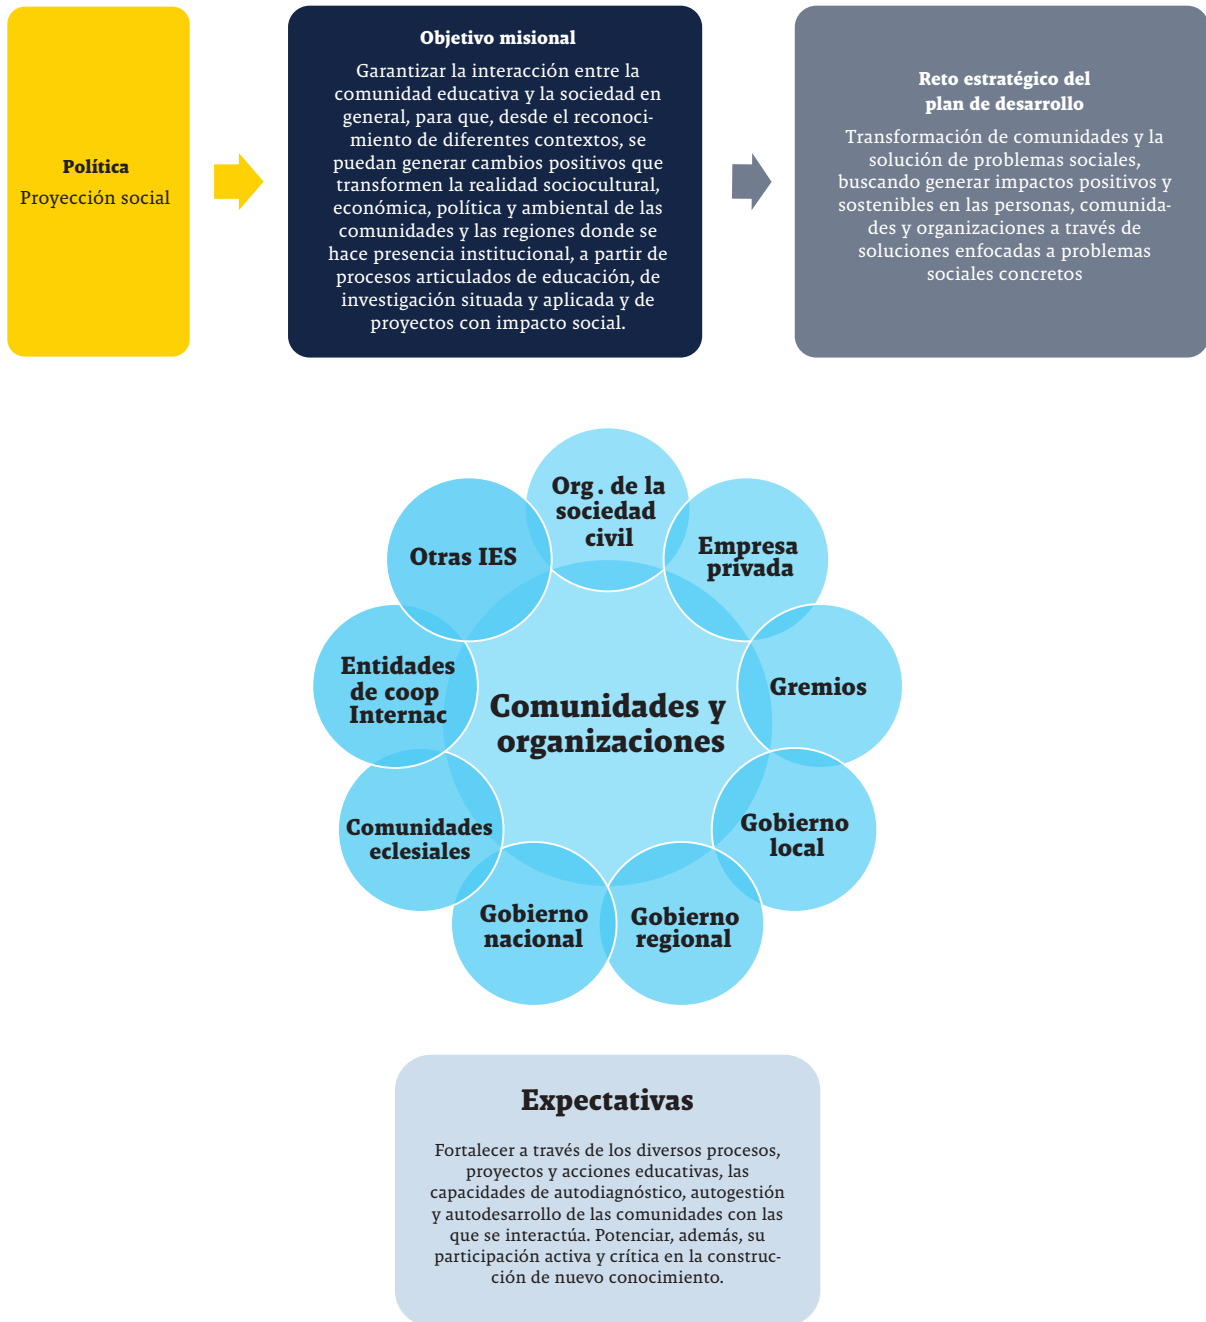 Política
Proyección social
Objetivo misional
Garantizar la interacción entre la
comunidad educativa y la sociedad en
general, para que, desde el reconoci-
miento de diferentes contextos, se
puedan generar cambios positivos que
transformen la realidad sociocultural,
económica, política y ambiental de las
comunidades y las regiones donde se
hace presencia institucional, a partir de
procesos articulados de educación, de
investigación situada y aplicada y de
proyectos con impacto social.
Reto estratégico del
plan de desarrollo
Transformación de comunidades y la
solución de problemas sociales,
buscando generar impactos positivos y
sostenibles en las personas, comunida-
des y organizaciones a través de
soluciones enfocadas a problemas
sociales concretos
Org . de la
sociedad
civil
Empresa
privada
Gremios
Gobierno
local
Gobierno
regional
Gobierno
nacional
Comunidades
eclesiales
Entidades
de coop
Internac
Otras IES
Comunidades y
organizaciones
Expectativas
Fortalecer a través de los diversos procesos,
proyectos y acciones educativas, las
capacidades de autodiagnóstico, autogestión
y autodesarrollo de las comunidades con las
que se interactúa. Potenciar, además, su
participación activa y crítica en la construc-
ción de nuevo conocimiento.